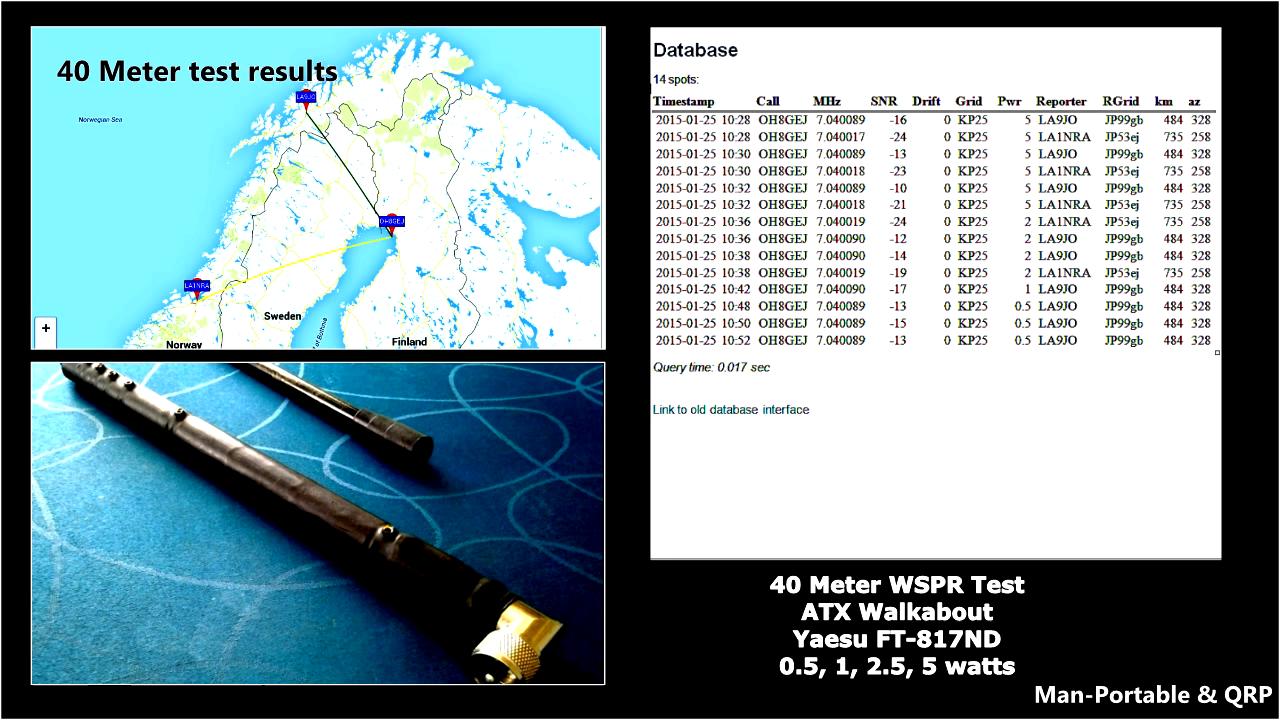 40 Meter test results
LA9JO
Norwegian Sea
OH8GEJ
LA1NRA
Sweden
Finland
Norway
+
Database
14 spots:
Timestamp Call MHz SNR Drift Grid Pwr Reporter RGrid km az
2015-01-25 10:28 OH8GEJ 7.040089 -16 0 KP25 5 LA9JO JP99gb 484 328
2015-01-25 10:28 OH8GEJ 7.040017 -24 0 KP25 5 LA1NRA JP53ej 735 258
2015-01-25 10:30 OH8GEJ 7.040089 -13 0 KP25 5 LA9JO JP99gb 484 328
2015-01-25 10:30 OH8GEJ 7.040018 -23 0 KP25 5 LA1NRA JP53ej 735 258
2015-01-25 10:32 OH8GEJ 7.040089 -10 0 KP25 5 LA9JO JP99gb 484 328
2015-01-25 10:32 OH8GEJ 7.040018 -21 0 KP25 5 LA1NRA JP53ej 735 258
2015-01-25 10:36 OH8GEJ 7.040019 -24 0 KP25 2 LA1NRA JP53ej 735 258
2015-01-25 10:36 OH8GEJ 7.040090 -12 0 KP25 2 LA9JO JP99gb 484 328
2015-01-25 10:38 OH8GEJ 7.040090 -14 0 KP25 2 LA9JO JP99gb 484 328
2015-01-25 10:38 OH8GEJ 7.040019 -19 0 KP25 2 LA1NRA JP53ej 735 258
2015-01-25 10:42 OH8GEJ 7.040090 -17 0 KP25 1 LA9JO JP99gb 484 328
2015-01-25 10:48 OH8GEJ 7.040089 -13 0 KP25 0.5 LA9JO JP99gb 484 328
2015-01-25 10:50 OH8GEJ 7.040089 -15 0 KP25 0.5 LA9JO JP99gb 484 328
2015-01-25 10:52 OH8GEJ 7.040089 -13 0 KP25 0.5 LA9JO JP99gb 484 328
Query time: 0.017 sec
Link to old database interface
40 Meter WSPR Test
ATX Walkabout
Yaesu FT-817ND
0.5, 1, 2.5, 5 watts
Man-Portable & QRP